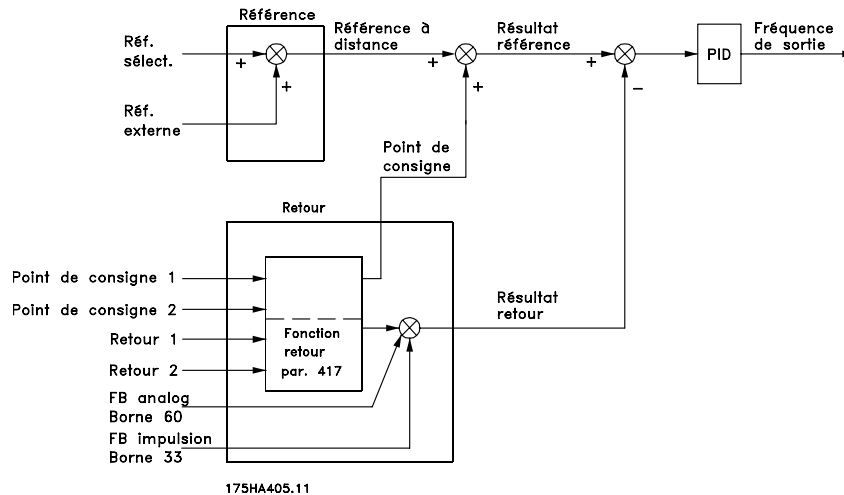 Référence
Réf.
sélect.
Référence à
distance
Résultat
référence
PID
Fréquence
de sortie
+
+
+
+
+
−
Réf.
externe
Point de
consigne
Retour
Point de consigne 1
Point de consigne 2
Retour 1
Retour 2
Fonction
retour
par. 417
Résultat
retour
FB analog
Borne 60
FB impulsion
Borne 33
175HA405.11